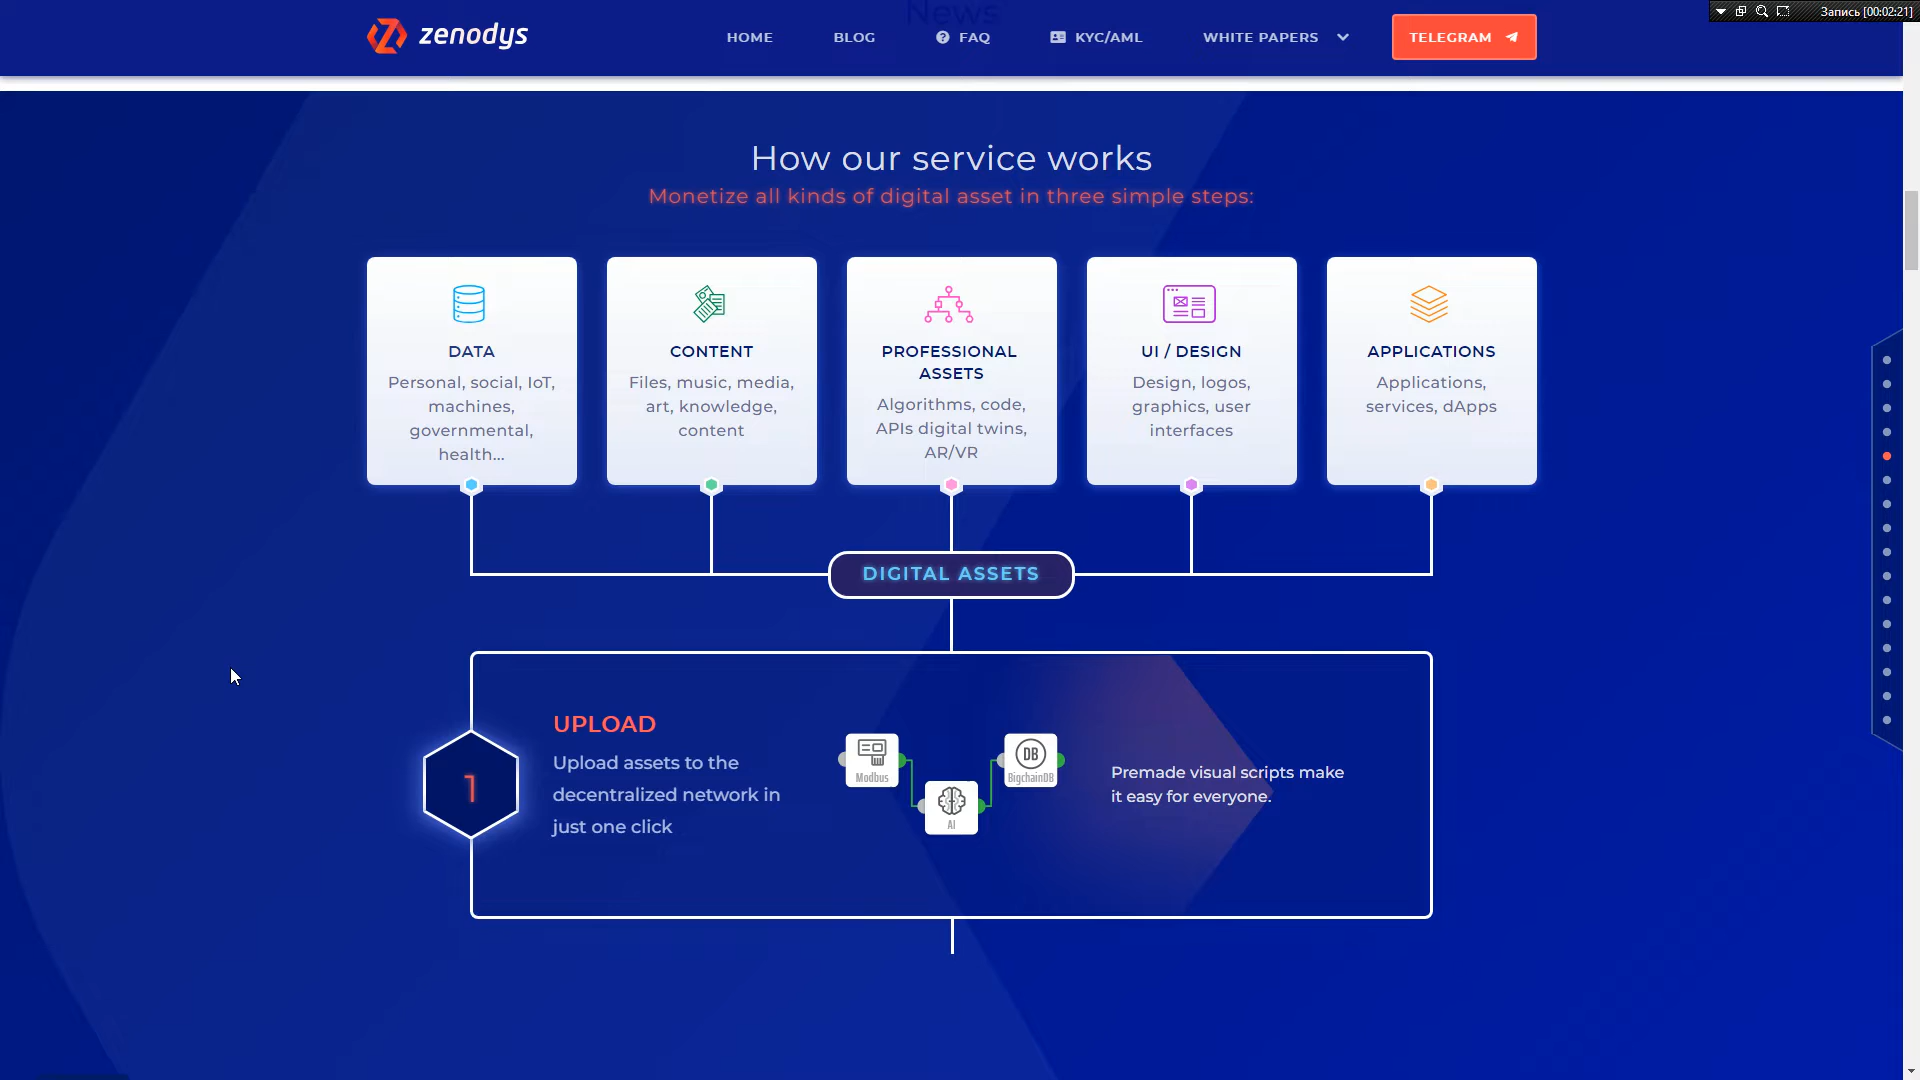 News
Запись [00:02:21]
zenodys
HOME BLOG FAQ KYC/AML WHITE PAPERS TELEGRAM
How our service works
Monetize all kinds of digital asset in three simple steps:
DATA
Personal, social, IoT,
machines,
governmental,
health...
CONTENT
Files, music, media,
art, knowledge,
content
PROFESSIONAL
ASSETS
Algorithms, code,
APIs digital twins,
AR/VR
UI / DESIGN
Design, logos,
graphics, user
interfaces
APPLICATIONS
Applications,
services, dApps
DIGITAL ASSETS
1
UPLOAD
Upload assets to the
decentralized network in
just one click
Modbus
AI
DB
BigchainDB
Premade visual scripts make
it easy for everyone.